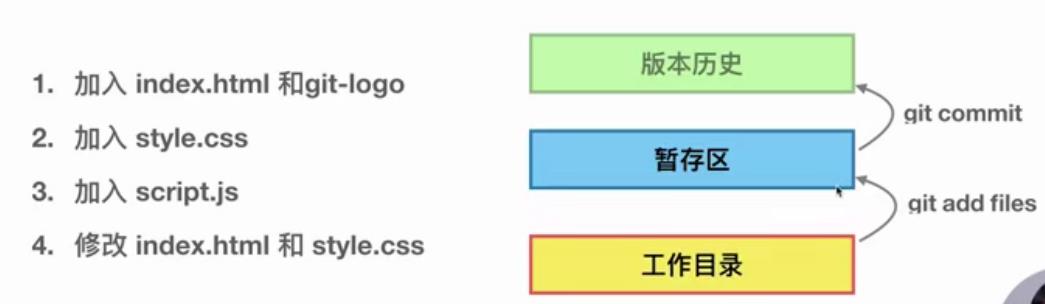 1. 加入 index.html 和git-logo
2. 加入 style.css
3. 加入 script.js
4. 修改 index.html 和 style.css
版本历史
git commit
暂存区
git add files
工作目录